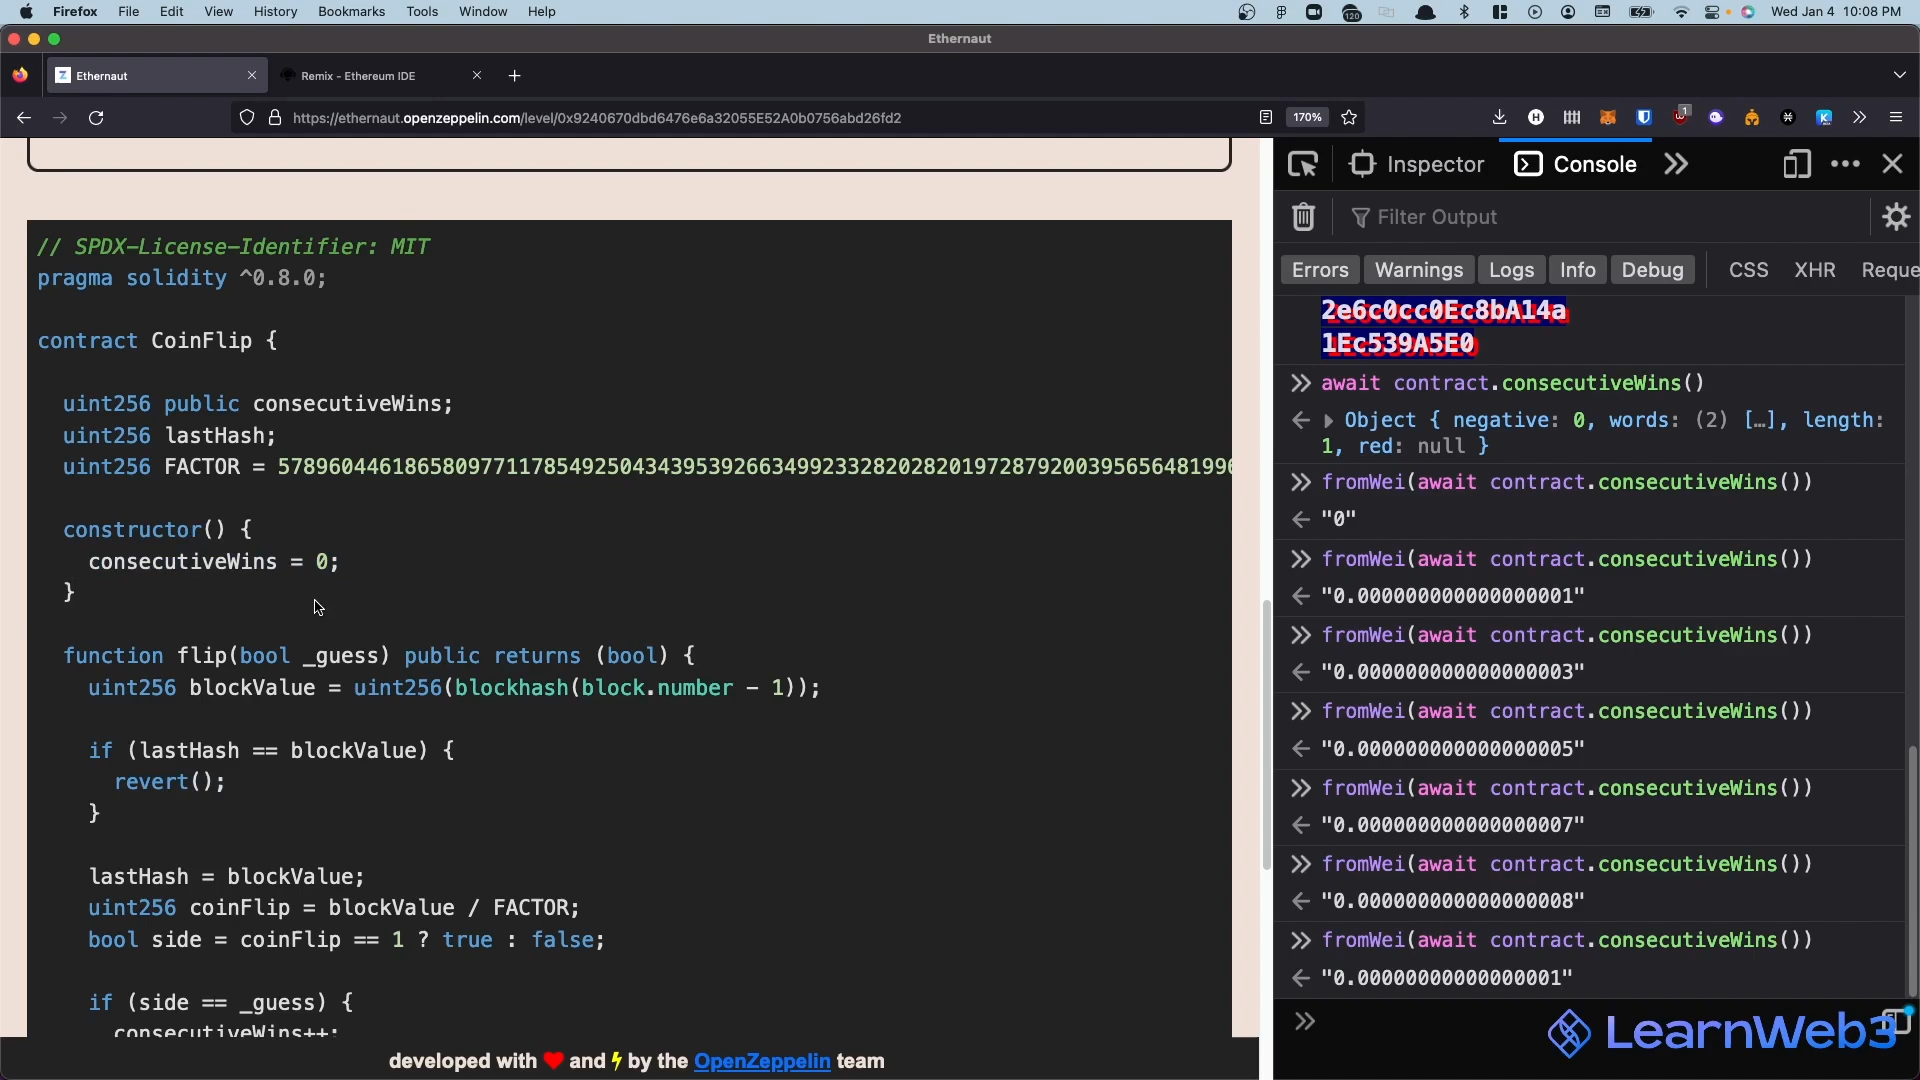 Firefox File Edit View History Bookmarks Tools Window Help
120
Wed Jan 4 10:08 PM
Ethernaut
Ethernaut
Remix - Ethereum IDE
https://ethernaut.openzeppelin.com/level/0x9240670dbd6476e6a32055E52A0b0756abd26fd2
170%
1
// SPDX-License-Identifier: MIT
pragma solidity ^0.8.0;
contract CoinFlip {
uint256 public consecutiveWins;
uint256 lastHash;
uint256 FACTOR = 5789604461865809771178549250434395392663499233282028201972879200395656481996
constructor() {
consecutiveWins = 0;
}
function flip(bool _guess) public returns (bool) {
uint256 blockValue = uint256(blockhash(block.number - 1));
if (lastHash == blockValue) {
revert();
}
lastHash = blockValue;
uint256 coinFlip = blockValue / FACTOR;
bool side = coinFlip == 1 ? true : false;
if (side == _guess) {
consecutiveWins++;
developed with ❤ and ⚡ by the OpenZeppelin team
Inspector
Console
Filter Output
Errors Warnings Logs Info Debug CSS XHR Reque
2e6c0cc0Ec8bA14a
1Ec539A5E0
await contract.consecutiveWins()
Object { negative: 0, words: (2) […], length:
1, red: null }
fromWei(await contract.consecutiveWins())
"0"
fromWei(await contract.consecutiveWins())
"0.000000000000000001"
fromWei(await contract.consecutiveWins())
"0.000000000000000003"
fromWei(await contract.consecutiveWins())
"0.000000000000000005"
fromWei(await contract.consecutiveWins())
"0.000000000000000007"
fromWei(await contract.consecutiveWins())
"0.000000000000000008"
fromWei(await contract.consecutiveWins())
"0.00000000000000001"
LearnWeb3